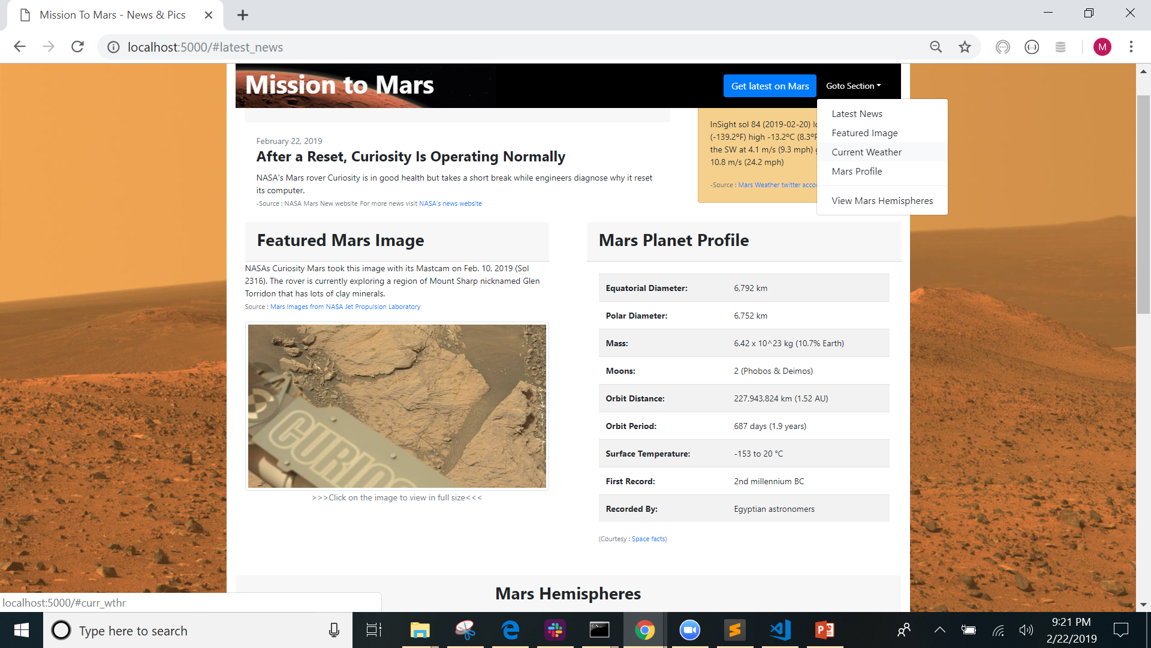 Mission To Mars - News & Pics
localhost:5000/#latest_news
M
Mission to Mars
Get latest on Mars
Goto Section
Latest News
Featured Image
Current Weather
Mars Profile
View Mars Hemispheres
InSight sol 84 (2019-02-20)
(-139.2ºF) high -13.2ºC (8.3º
the SW at 4.1 m/s (9.3 mph)
10.8 m/s (24.2 mph)
-Source : Mars Weather twitter
February 22, 2019
After a Reset, Curiosity Is Operating Normally
NASA's Mars rover Curiosity is in good health but takes a short break while engineers diagnose why it reset
its computer.
-Source : NASA Mars New website For more news visit NASA's news website
Featured Mars Image
NASAs Curiosity Mars took this image with its Mastcam on Feb. 10, 2019 (Sol
2316). The rover is currently exploring a region of Mount Sharp nicknamed Glen
Torridon that has lots of clay minerals.
Source : Mars Images from NASA Jet Propulsion Laboratory
CURIOS
>>>Click on the image to view in full size<<<
Mars Planet Profile
Equatorial Diameter: 6,792 km
Polar Diameter: 6,752 km
Mass: 6.42 x 10^23 kg (10.7% Earth)
Moons: 2 (Phobos & Deimos)
Orbit Distance: 227,943,824 km (1.52 AU)
Orbit Period: 687 days (1.9 years)
Surface Temperature: -153 to 20 °C
First Record: 2nd millennium BC
Recorded By: Egyptian astronomers
(Courtesy : Space facts)
Mars Hemispheres
localhost:5000/#curr_wthr
Type here to search
9:21 PM
2/22/2019